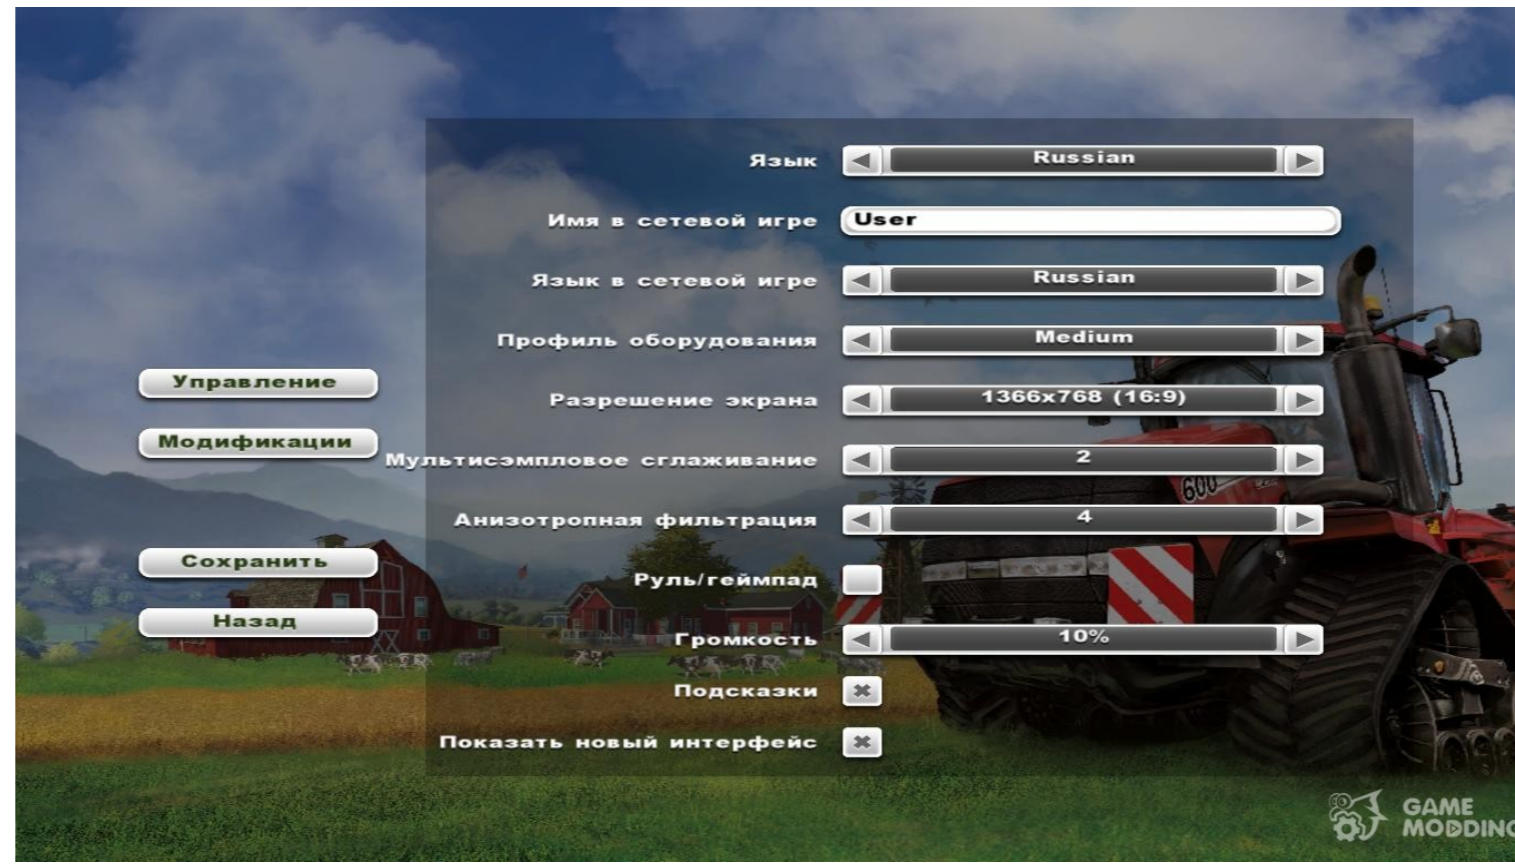 Язык
Russian
Имя в сетевой игре
User
Язык в сетевой игре
Russian
Профиль оборудования
Medium
Управление
Разрешение экрана
1366x768 (16:9)
Модификации
Мультисэмпловое сглаживание
2
600
Анизотропная фильтрация
4
Сохранить
Руль/геймпад
Назад
Громкость
10%
Подсказки
Показать новый интерфейс
GAME
MODDING